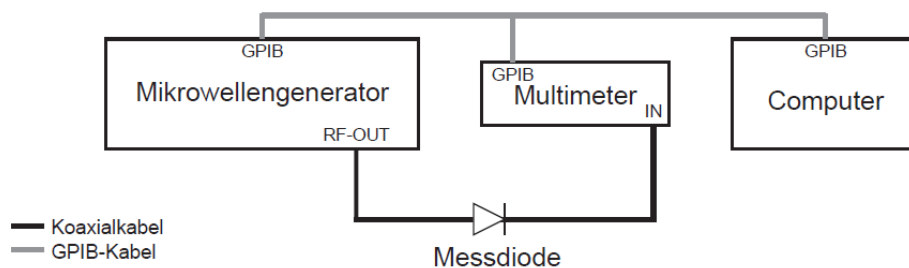 GPIB
Mikrowellengenerator
RF-OUT
GPIB
Multimeter
IN
GPIB
Computer
Koaxialkabel
GPIB-Kabel
Messdiode